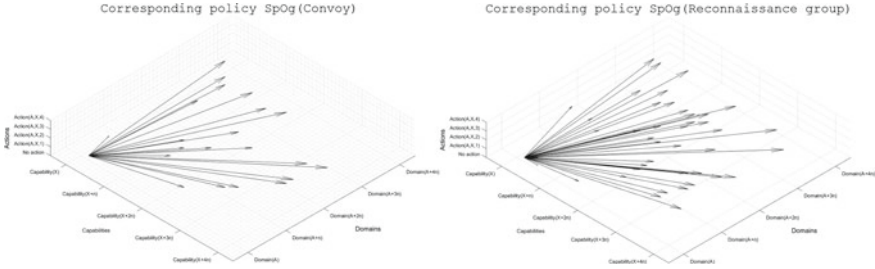 Corresponding policy SpOg(Convoy)
Actions
Action(A,X,4)
Action(A,X,3)
Action(A,X,2)
Action(A,X,1)
No action
Capability(X)
Capability(X+n)
Capability(X+2n)
Capability(X+3n)
Capability(X+4n)
Capabilities
Domain(A)
Domain(A+n)
Domain(A+2n)
Domain(A+3n)
Domain(A+4n)
Domains
Corresponding policy SpOg(Reconnaissance group)
Actions
Action(A,X,4)
Action(A,X,3)
Action(A,X,2)
Action(A,X,1)
No action
Capability(X)
Capability(X+n)
Capability(X+2n)
Capability(X+3n)
Capability(X+4n)
Capabilities
Domain(A)
Domain(A+n)
Domain(A+2n)
Domain(A+3n)
Domain(A+4n)
Domains